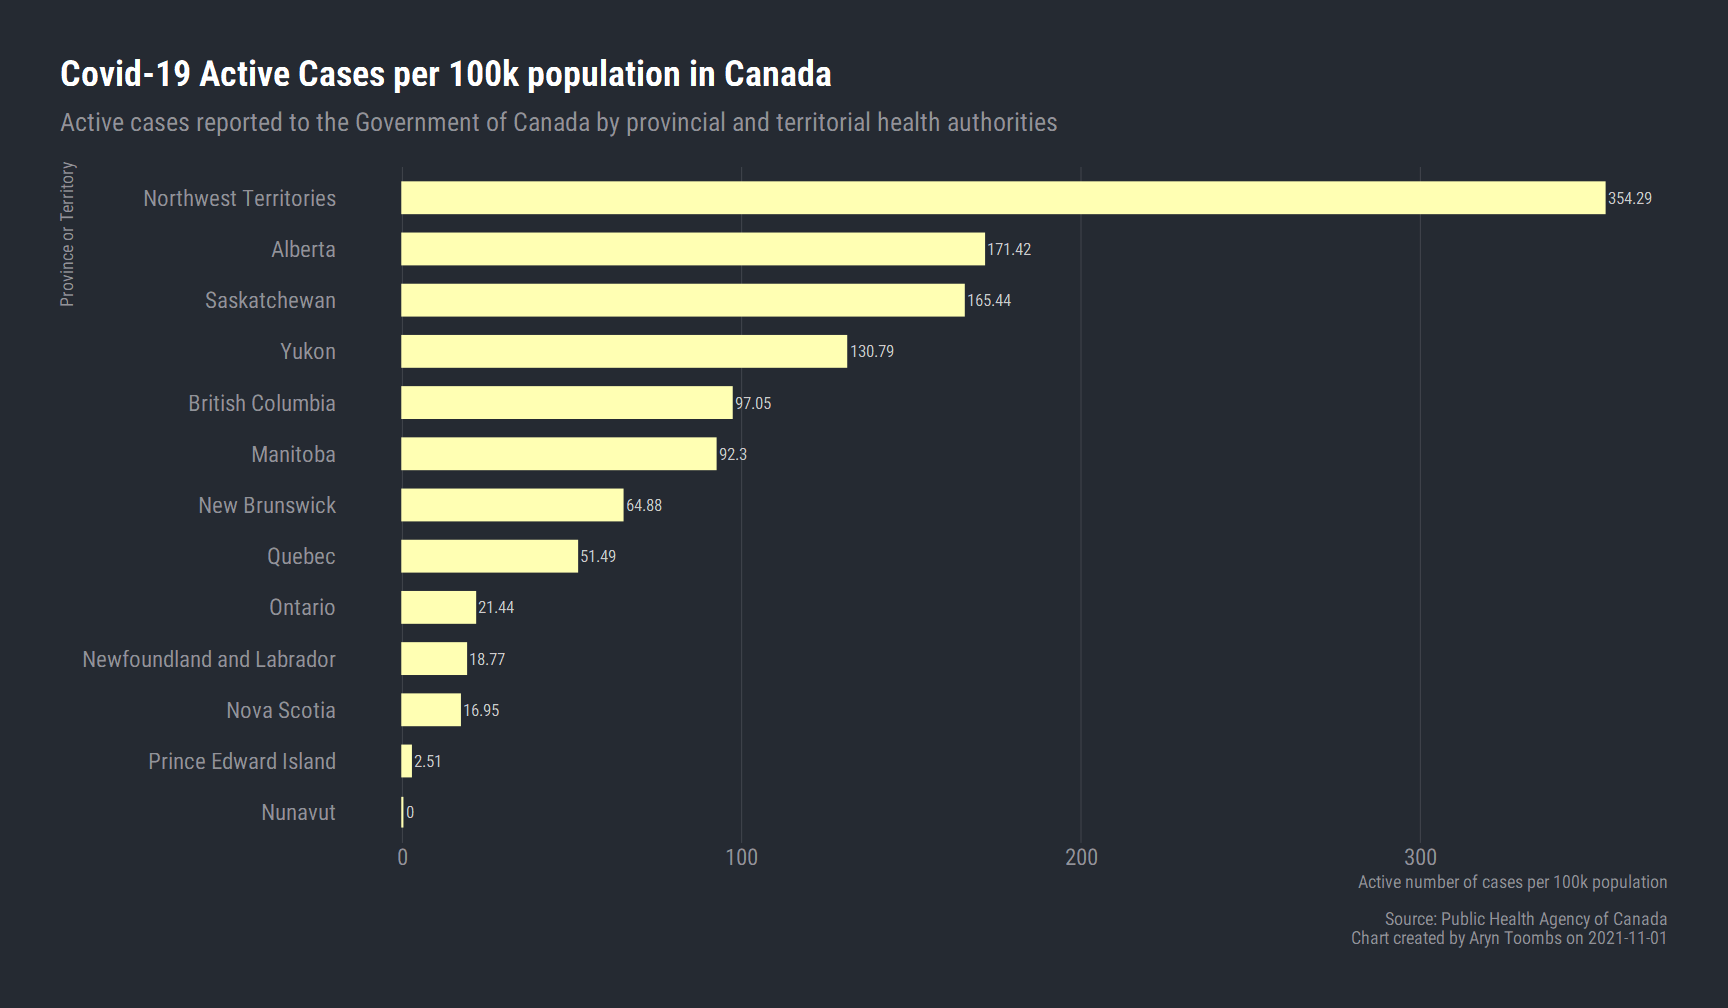 Covid-19 Active Cases per 100k population in Canada
Active cases reported to the Government of Canada by provincial and territorial health authorities
Province or Territory
Northwest Territories 354.29
Alberta 171.42
Saskatchewan 165.44
Yukon 130.79
British Columbia 97.05
Manitoba 92.3
New Brunswick 64.88
Quebec 51.49
Ontario 21.44
Newfoundland and Labrador 18.77
Nova Scotia 16.95
Prince Edward Island 2.51
Nunavut 0
0 100 200 300
Active number of cases per 100k population
Source: Public Health Agency of Canada
Chart created by Aryn Toombs on 2021-11-01